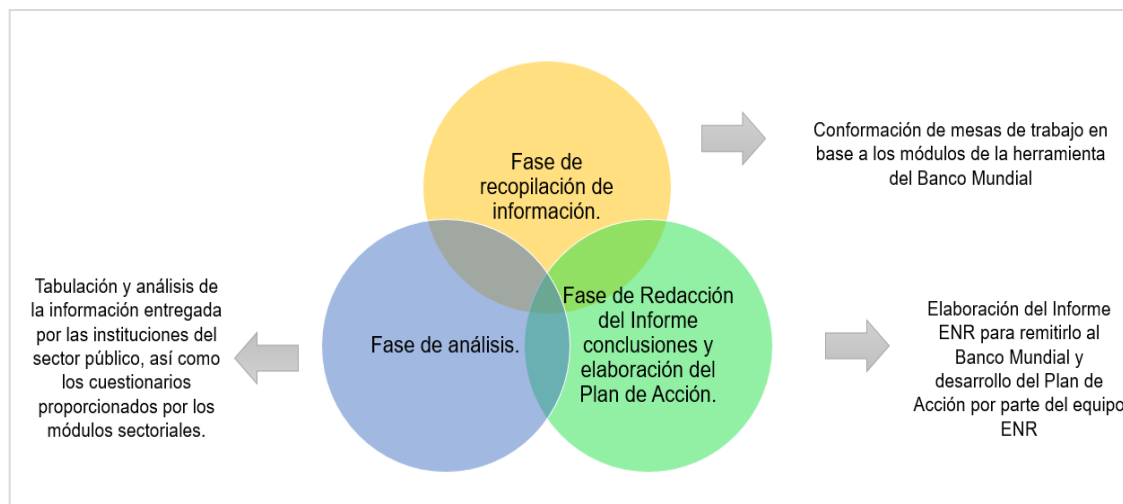 Fase de
recopilación de
información.
Conformación de mesas de trabajo en
base a los módulos de la herramienta
del Banco Mundial
Tabulación y análisis de
la información entregada
por las instituciones del
sector público, así como
los cuestionarios
proporcionados por los
módulos sectoriales.
Fase de análisis.
Fase de Redacción
del Informe
conclusiones y
elaboración del
Plan de Acción.
Elaboración del Informe
ENR para remitirlo al
Banco Mundial y
desarrollo del Plan de
Acción por parte del equipo
ENR